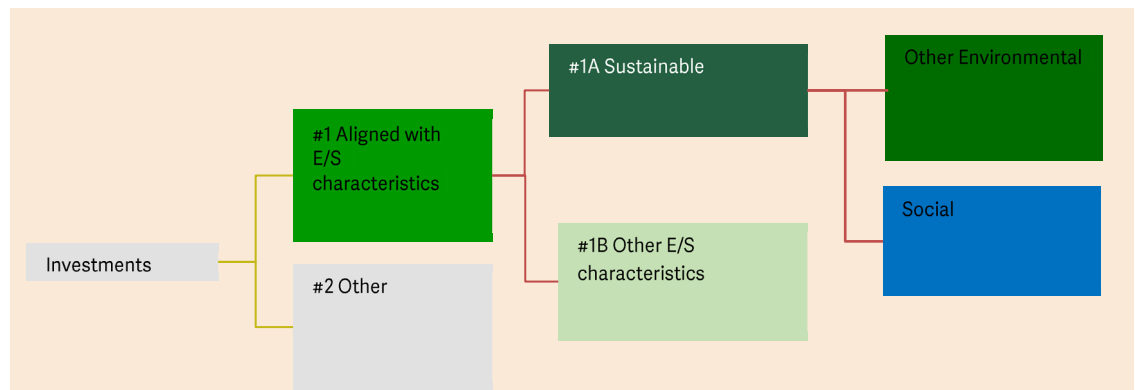 Investments
#1 Aligned with
E/S
characteristics
#2 Other
#1A Sustainable
#1B Other E/S
characteristics
Other Environmental
Social